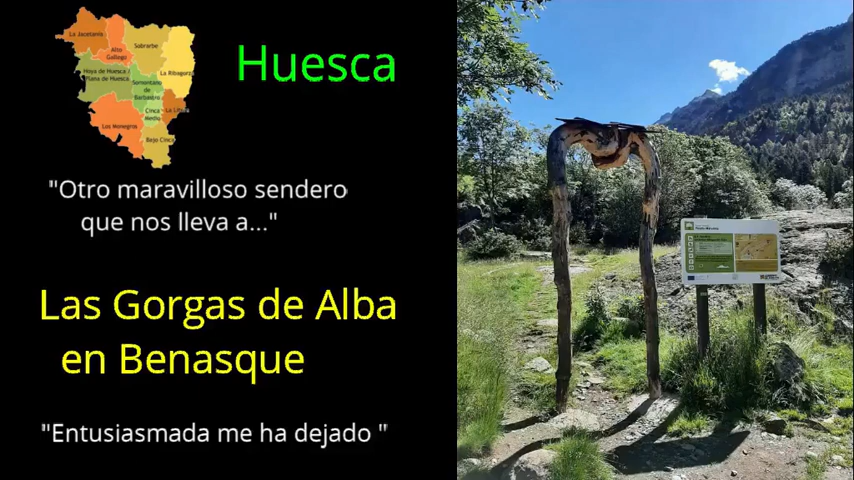 La Jacetania
Alto
Gallego
Sobrarbe
La Ribagorza
Hoya de Huesca /
Plana de Huesca
Somontano
de
Barbastro
Cinca
Medio
La Litera
Los Monegros
Bajo Cinca
Huesca
"Otro maravilloso sendero
que nos lleva a..."
Las Gorgas de Alba
en Benasque
"Entusiasmada me ha dejado "